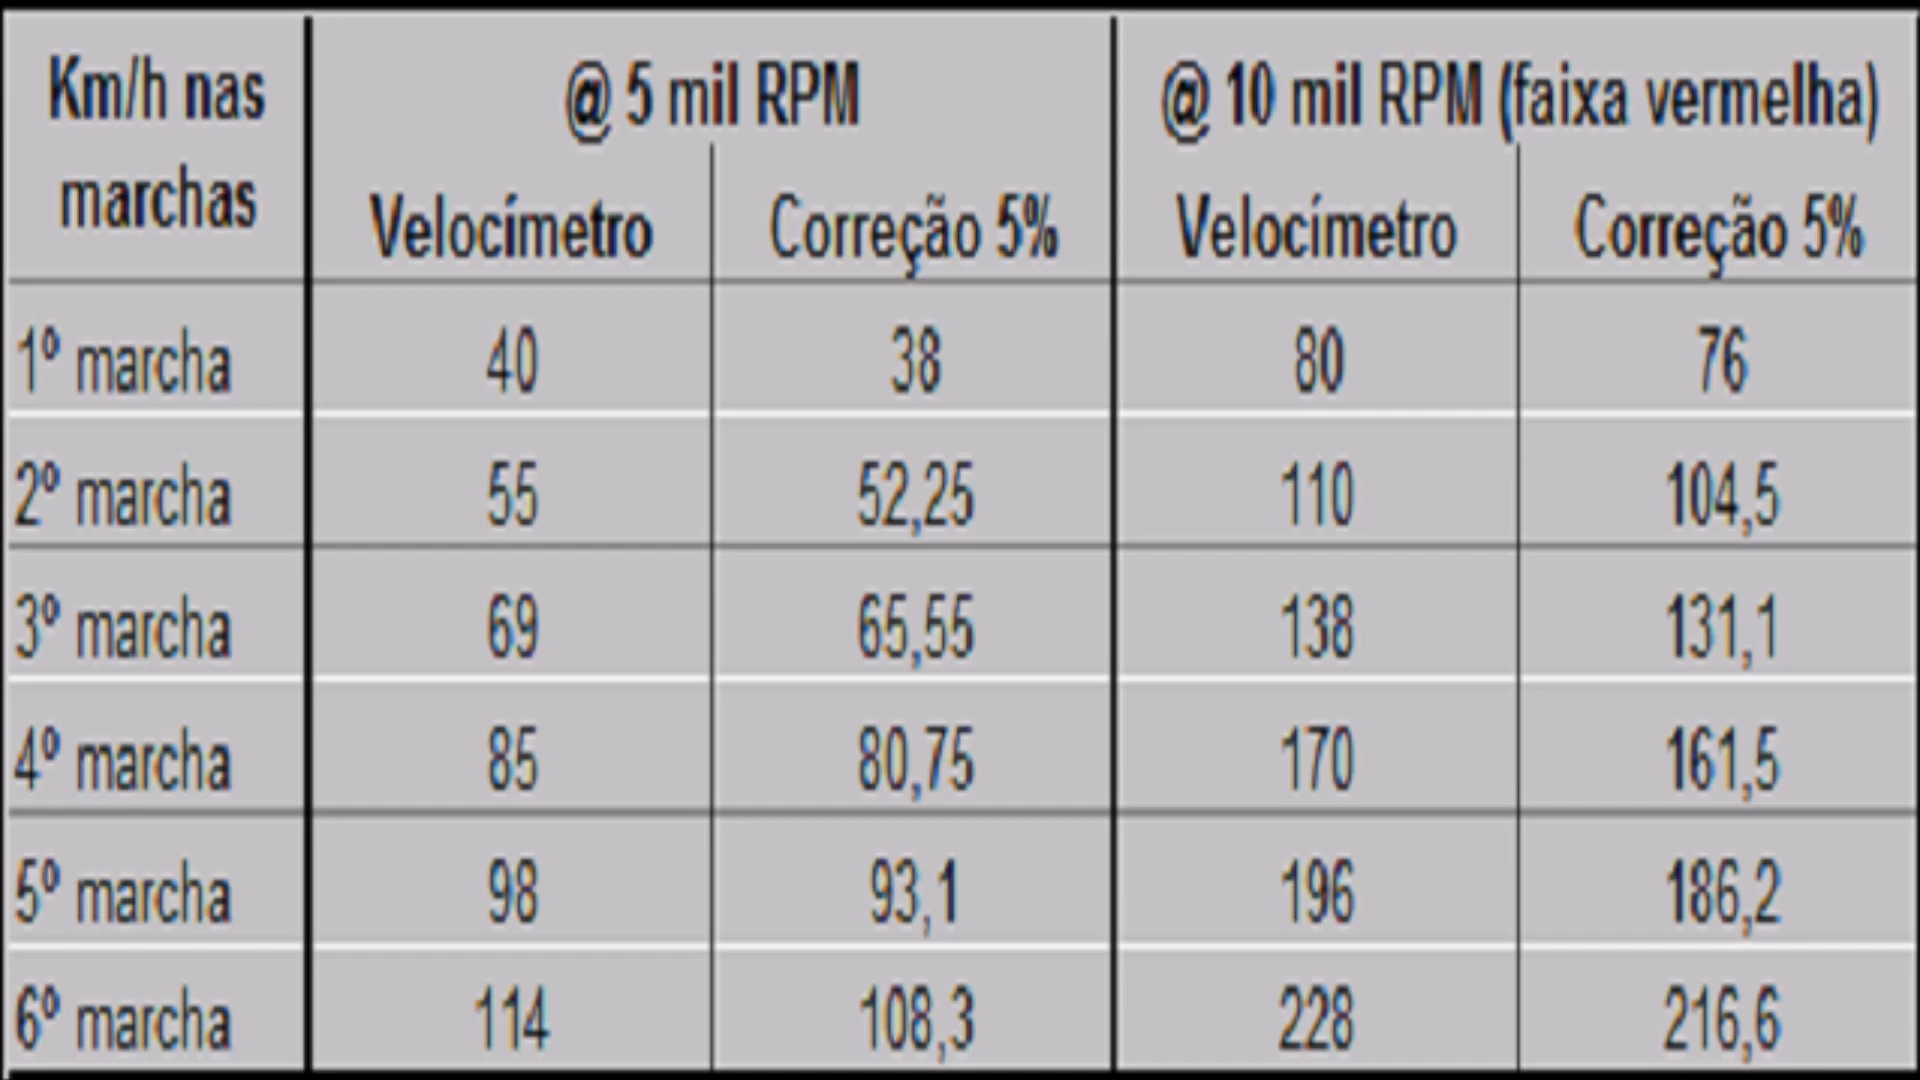 Km/h nas marchas @ 5 mil RPM @ 10 mil RPM (faixa vermelha)
Velocímetro Correção 5% Velocímetro Correção 5%
1º marcha 40 38 80 76
2º marcha 55 52,25 110 104,5
3º marcha 69 65,55 138 131,1
4º marcha 85 80,75 170 161,5
5º marcha 98 93,1 196 186,2
6º marcha 114 108,3 228 216,6